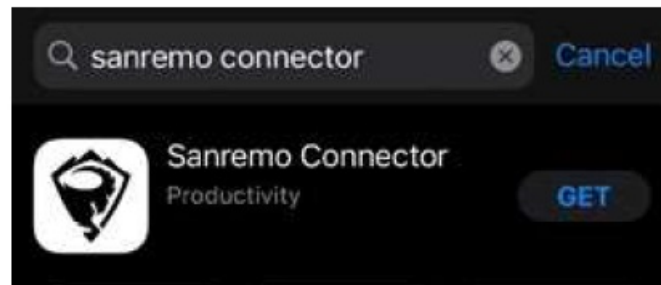 sanremo connector
Cancel
Sanremo Connector
Productivity
GET